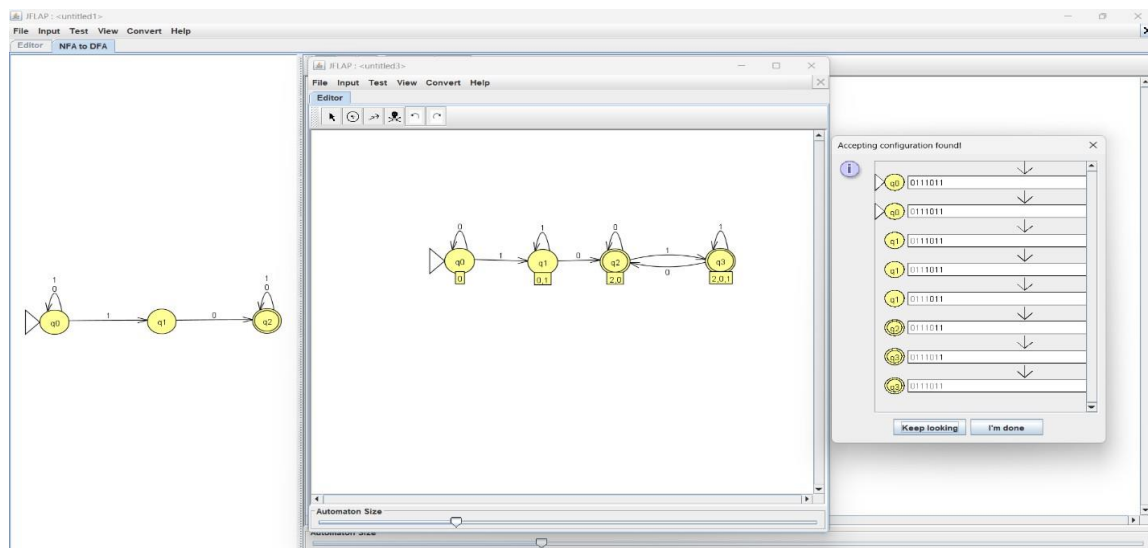 JFLAP : <untitled1>
File Input Test View Convert Help
Editor NFA to DFA
1
0
1
0
1
0
q0
q1
q2
JFLAP : <untitled3>
File Input Test View Convert Help
Editor
0
1
0
1
1
0
1
0
q0
q1
q2
q3
0
0,1
2,0
2,0,1
Automaton Size
Accepting configuration found!
q0 0111011
q0 0111011
q1 0111011
q1 0111011
q1 0111011
q2 0111011
q3 0111011
q3 0111011
Keep looking I'm done
Automaton Size